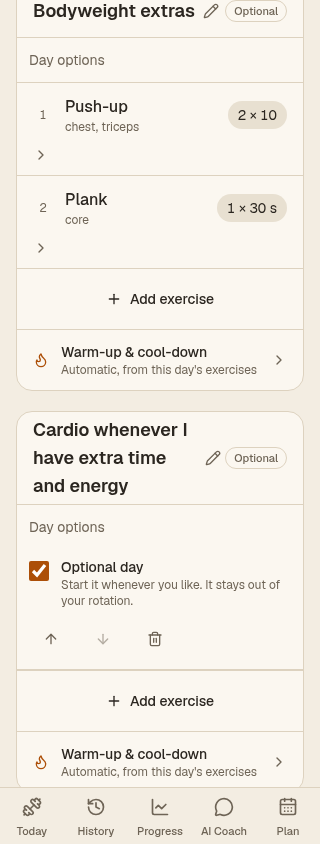 Bodyweight extras
Optional
Day options
1
Push-up
2 × 10
chest, triceps
2
Plank
1 × 30 s
core
Add exercise
Warm-up & cool-down
Automatic, from this day's exercises
Cardio whenever I
have extra time
and energy
Optional
Day options
Optional day
Start it whenever you like. It stays out of
your rotation.
Add exercise
Warm-up & cool-down
Automatic, from this day's exercises
Today
History
Progress
AI Coach
Plan